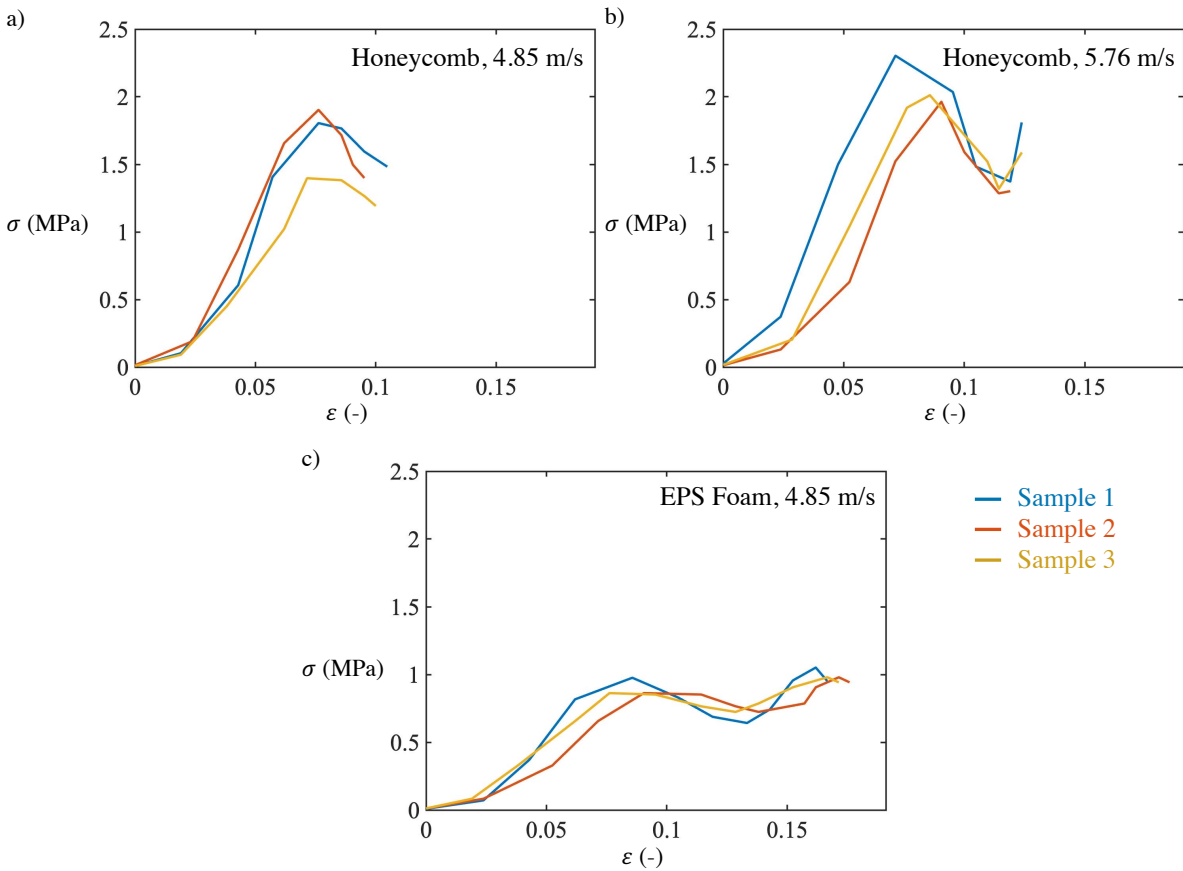 a)
2.5
2
1.5
1
0.5
0
σ (MPa)
Honeycomb, 4.85 m/s
0 0.05 0.1 0.15
ε (-)
b)
2.5
2
1.5
1
0.5
0
σ (MPa)
Honeycomb, 5.76 m/s
0 0.05 0.1 0.15
ε (-)
c)
2.5
2
1.5
1
0.5
0
σ (MPa)
EPS Foam, 4.85 m/s
0 0.05 0.1 0.15
ε (-)
Sample 1
Sample 2
Sample 3